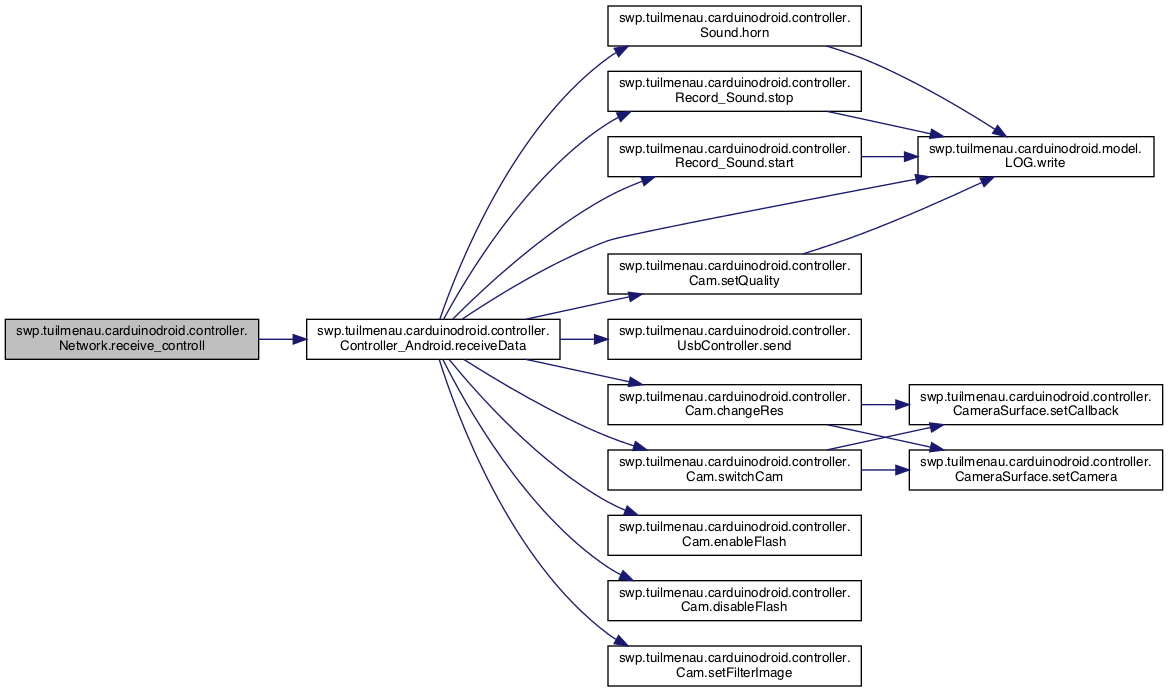 swp.tuilmenau.carduinodroid.controller.
Network.receive_controll
swp.tuilmenau.carduinodroid.controller.
Controller_Android.receiveData
swp.tuilmenau.carduinodroid.controller.
Sound.horn
swp.tuilmenau.carduinodroid.controller.
Record_Sound.stop
swp.tuilmenau.carduinodroid.controller.
Record_Sound.start
swp.tuilmenau.carduinodroid.controller.
Cam.setQuality
swp.tuilmenau.carduinodroid.controller.
UsbController.send
swp.tuilmenau.carduinodroid.controller.
Cam.changeRes
swp.tuilmenau.carduinodroid.controller.
Cam.switchCam
swp.tuilmenau.carduinodroid.controller.
Cam.enableFlash
swp.tuilmenau.carduinodroid.controller.
Cam.disableFlash
swp.tuilmenau.carduinodroid.controller.
Cam.setFilterImage
swp.tuilmenau.carduinodroid.model.
LOG.write
swp.tuilmenau.carduinodroid.controller.
CameraSurface.setCallback
swp.tuilmenau.carduinodroid.controller.
CameraSurface.setCamera